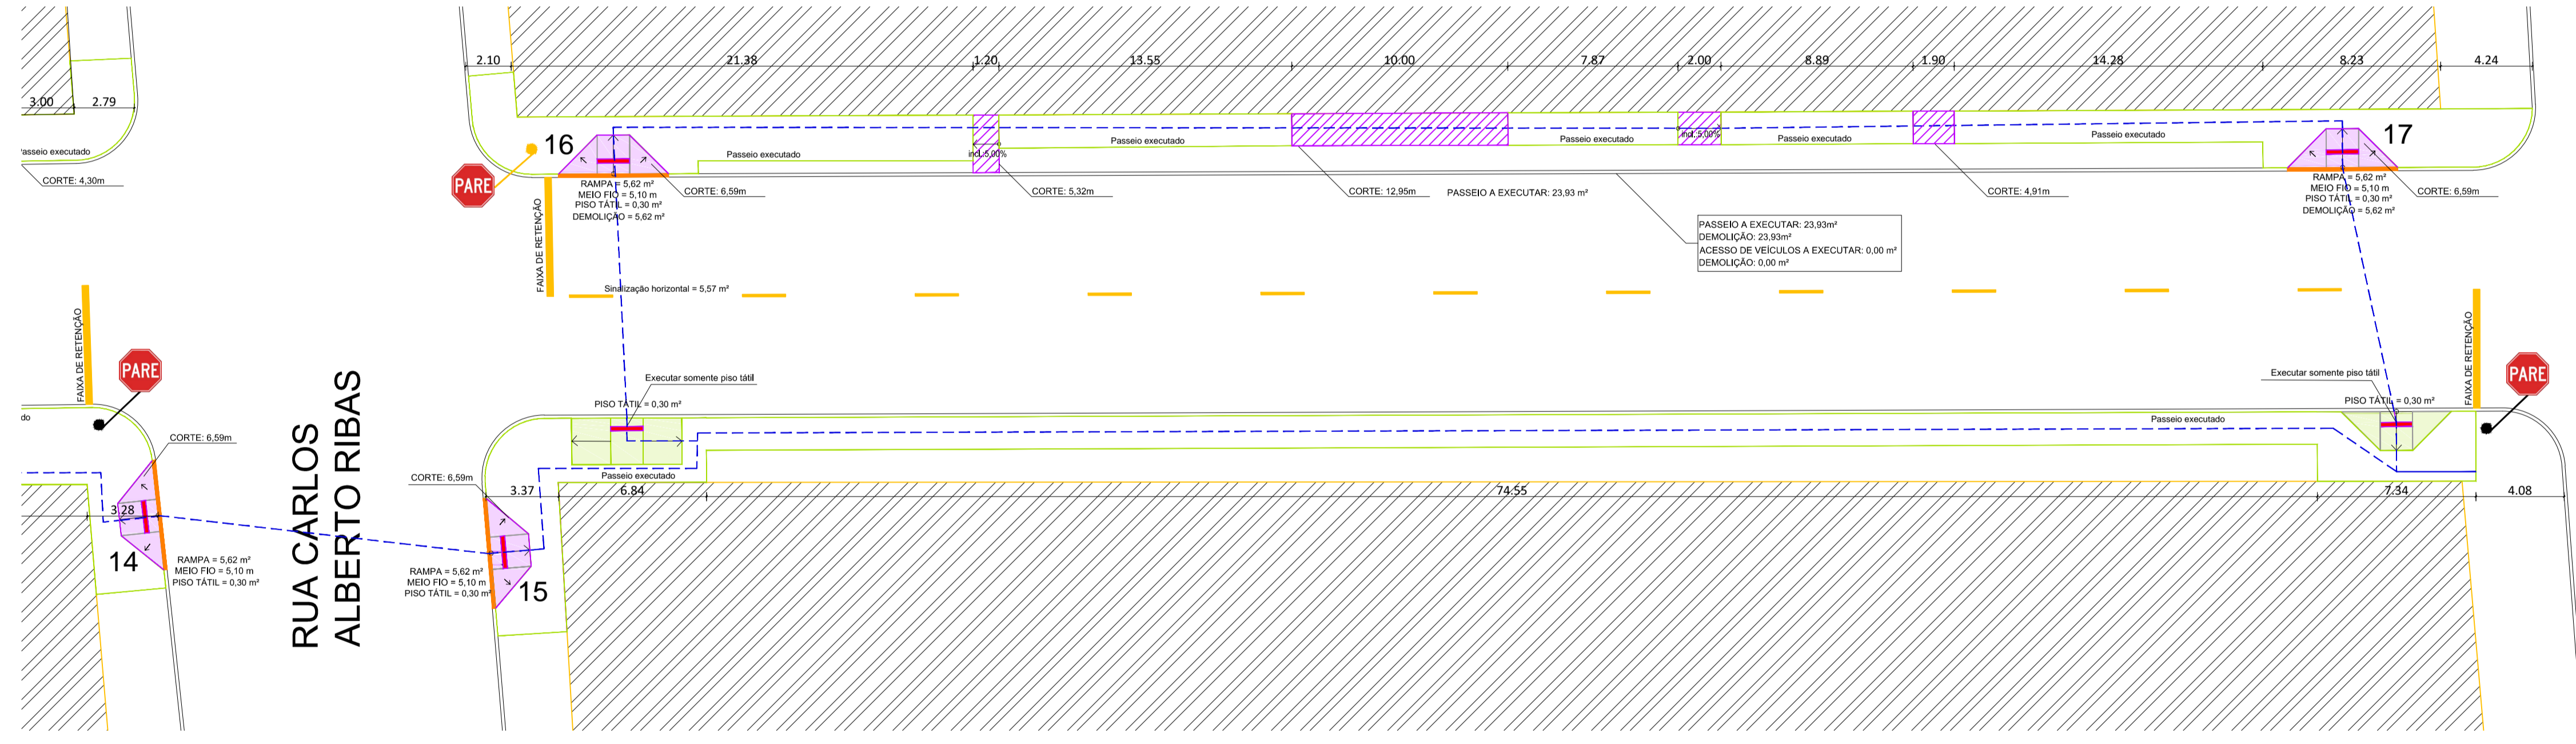 2.10
21.38
1.20
13.55
10.00
7.87
2.00
8.89
1.90
14.28
8.23
4.24
3.00
2.79
Passeio executado
CORTE: 4,30m
16
17
PARE
Passeio executado
incl.:5,00%
Passeio executado
Passeio executado
incl.:5,00%
Passeio executado
Passeio executado
RAMPA = 5,62 m²
MEIO FIO = 5,10 m
PISO TÁTIL = 0,30 m²
DEMOLIÇÃO = 5,62 m²
CORTE: 6,59m
CORTE: 5,32m
CORTE: 12,95m
PASSEIO A EXECUTAR: 23,93 m²
CORTE: 4,91m
RAMPA = 5,62 m²
MEIO FIO = 5,10 m
PISO TÁTIL = 0,30 m²
DEMOLIÇÃO = 5,62 m²
CORTE: 6,59m
PASSEIO A EXECUTAR: 23,93m²
DEMOLIÇÃO: 23,93m²
ACESSO DE VEÍCULOS A EXECUTAR: 0,00 m²
DEMOLIÇÃO: 0,00 m²
FAIXA DE RETENÇÃO
Sinalização horizontal = 5,57 m²
FAIXA DE RETENÇÃO
PARE
FAIXA DE RETENÇÃO
PARE
Executar somente piso tátil
PISO TÁTIL = 0,30 m²
Executar somente piso tátil
PISO TÁTIL = 0,30 m²
Passeio executado
do
CORTE: 6,59m
RUA CARLOS
ALBERTO RIBAS
CORTE: 6,59m
Passeio executado
3.37
6.84
74.55
7.34
4.08
3.28
14
RAMPA = 5,62 m²
MEIO FIO = 5,10 m
PISO TÁTIL = 0,30 m²
RAMPA = 5,62 m²
MEIO FIO = 5,10 m
PISO TÁTIL = 0,30 m²
15